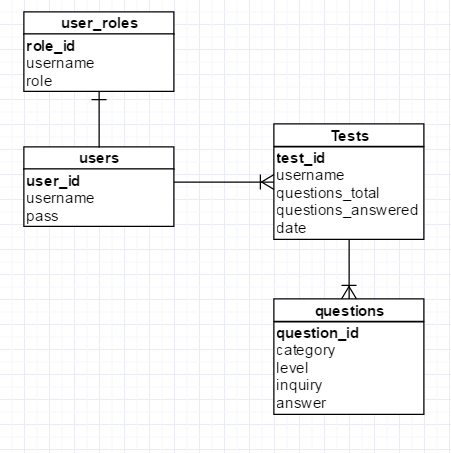 user_roles
role_id
username
role
users
user_id
username
pass
Tests
test_id
username
questions_total
questions_answered
date
questions
question_id
category
level
inquiry
answer